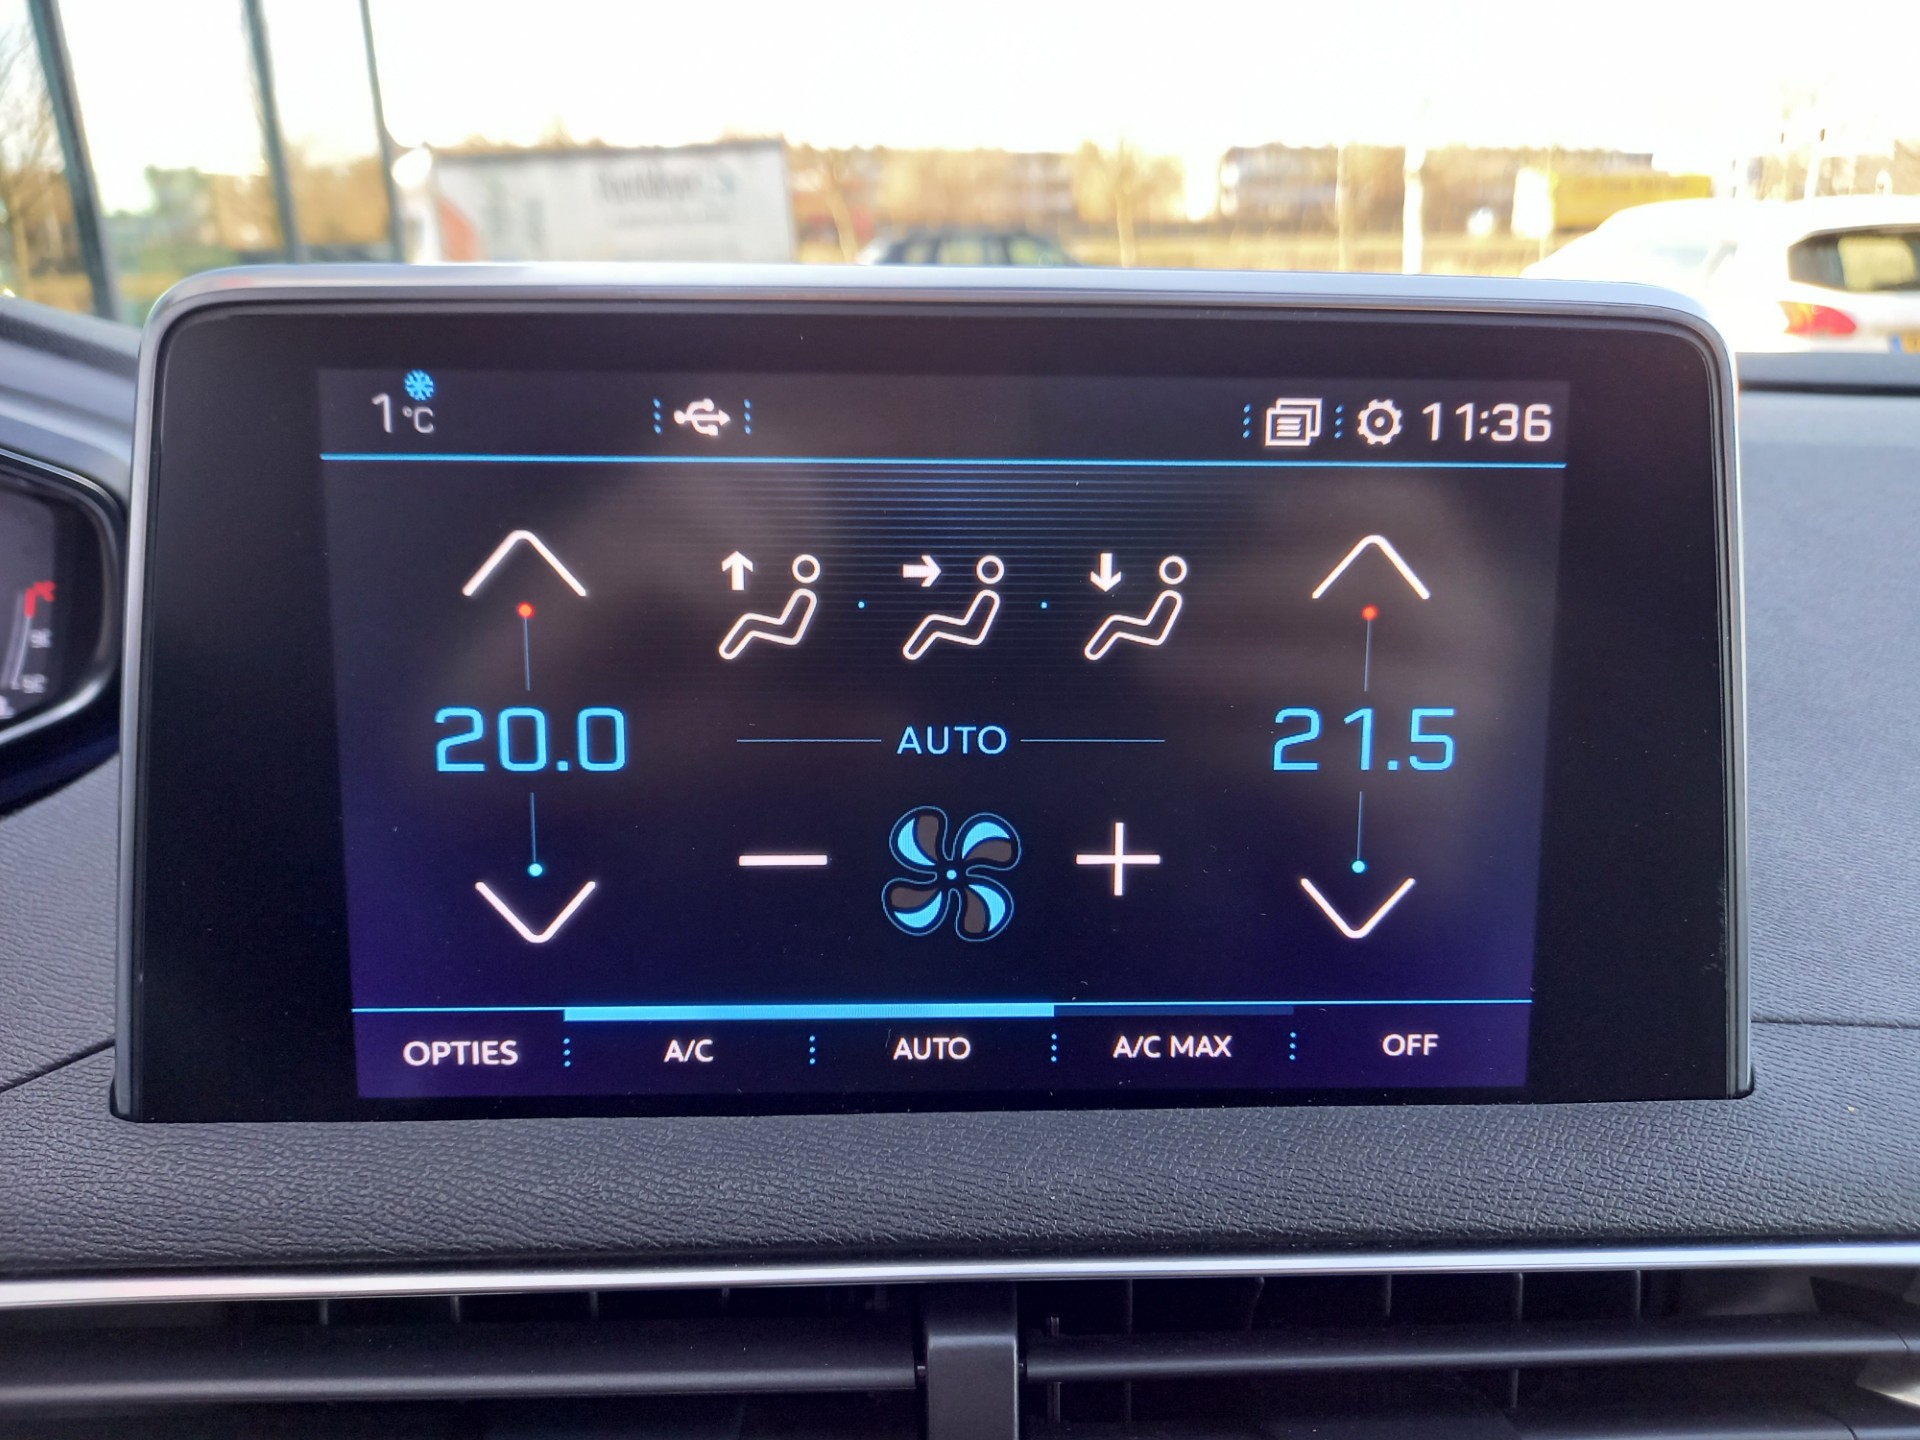 1°C
11:36
20.0
AUTO
21.5
OPTIES
A/C
AUTO
A/C MAX
OFF